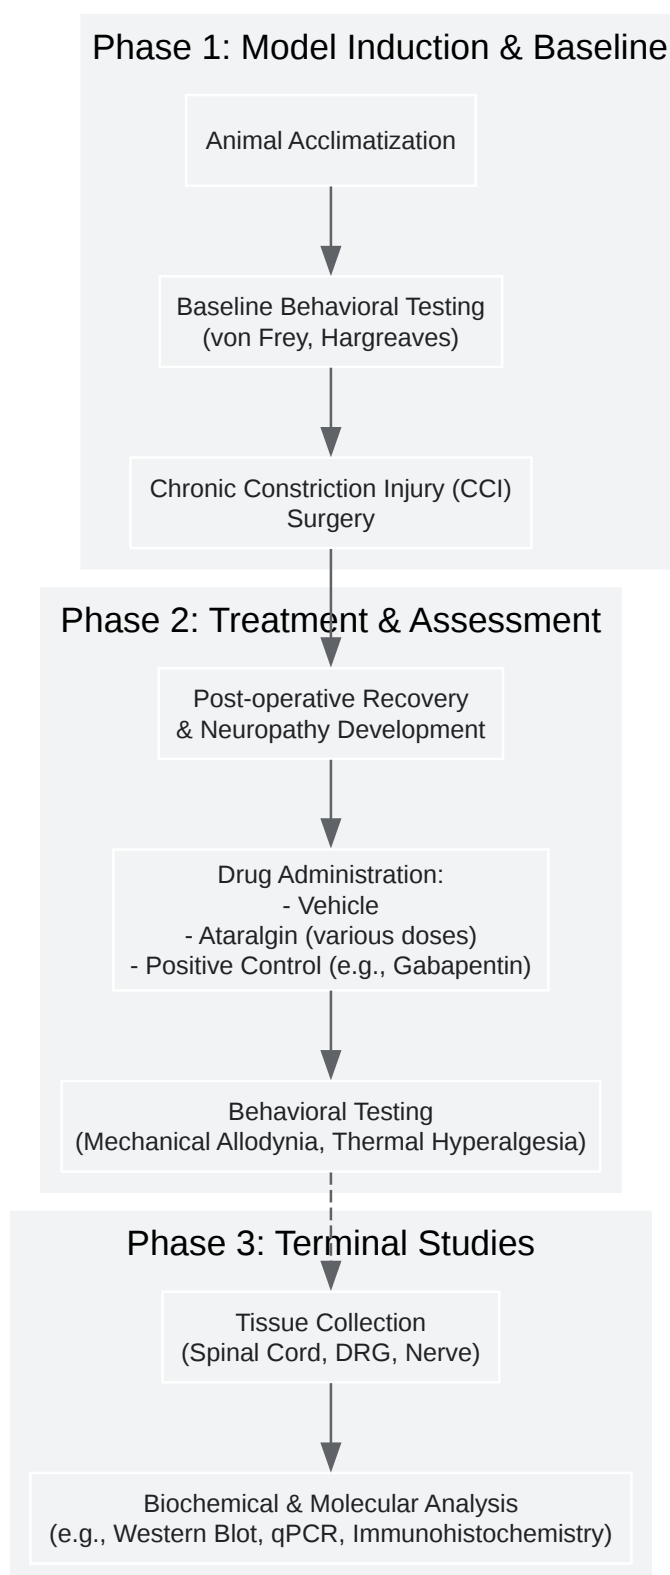 Phase 1: Model Induction & Baseline
Animal Acclimatization
Baseline Behavioral Testing
(von Frey, Hargreaves)
Chronic Constriction Injury (CCI)
Surgery
Phase 2: Treatment & Assessment
Post-operative Recovery
& Neuropathy Development
Drug Administration:
- Vehicle
- Ataralgin (various doses)
- Positive Control (e.g., Gabapentin)
Behavioral Testing
(Mechanical Allodynia, Thermal Hyperalgesia)
Phase 3: Terminal Studies
Tissue Collection
(Spinal Cord, DRG, Nerve)
Biochemical & Molecular Analysis
(e.g., Western Blot, qPCR, Immunohistochemistry)